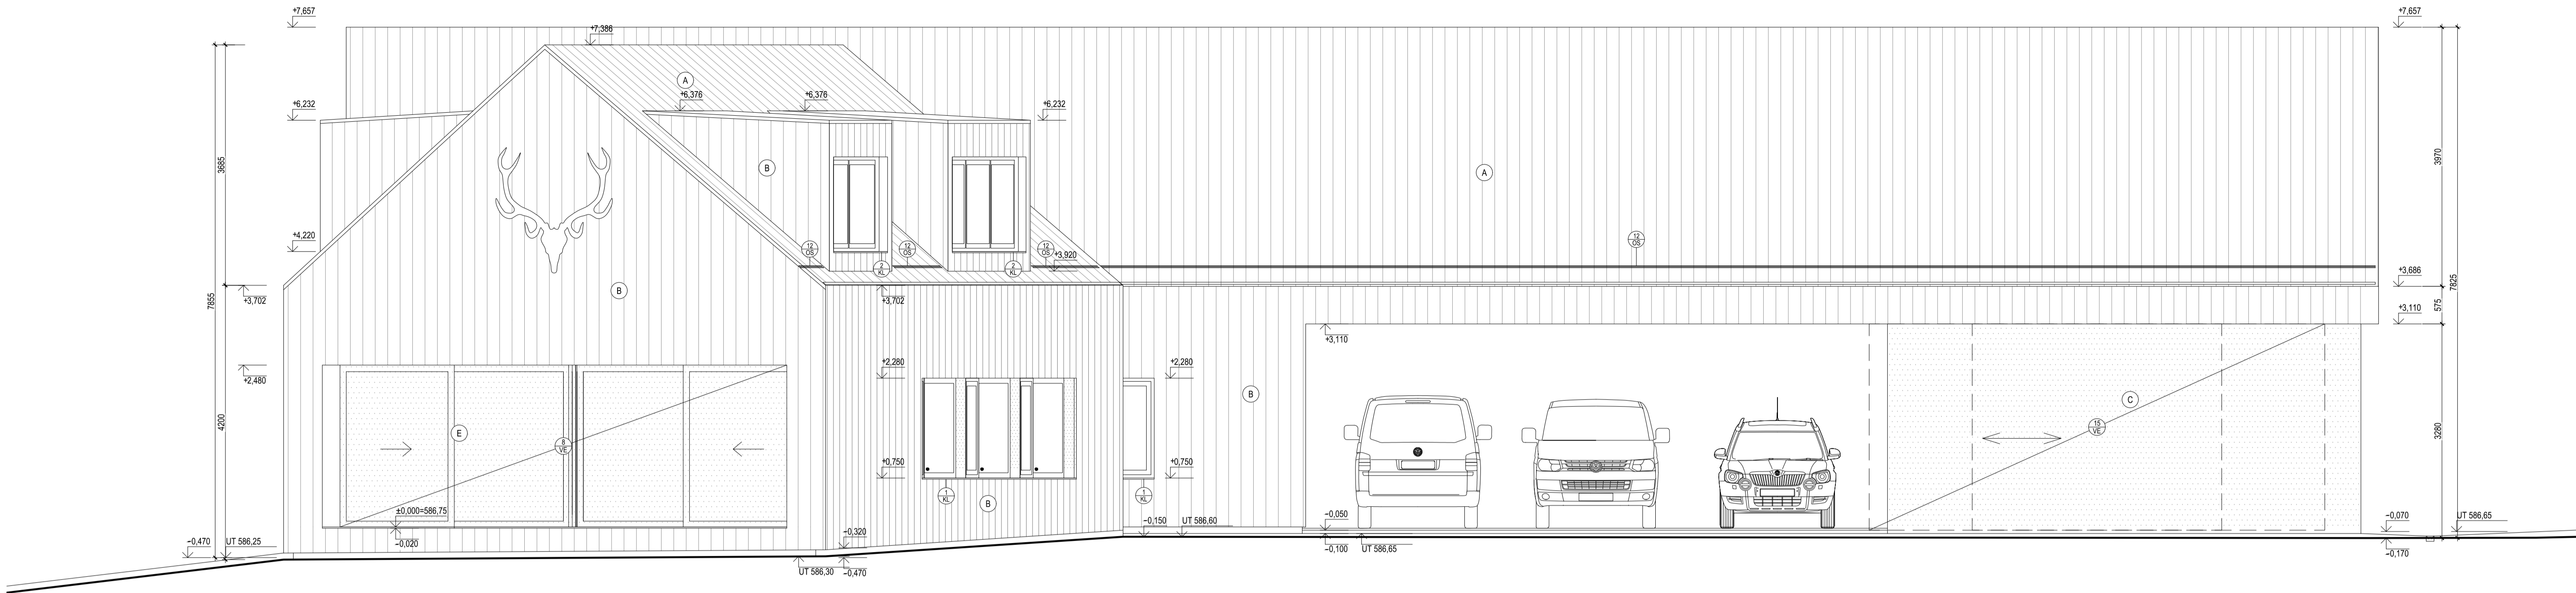 +7,657
+7,657
+7,386
A
+6,376
+6,376
+6,232
+6,232
3685
3970
B
A
+4,220
12
OS
12
OS
12
OS
12
OS
+3,920
2
KL
2
KL
+3,686
7825
B
+3,702
+3,702
7855
575
+3,110
+3,110
+2,480
+2,280
+2,280
B
C
4200
E
8
VE
15
VE
3280
+0,750
+0,750
1
KL
1
KL
B
±0,000=586,75
-0,020
-0,050
-0,070
UT 586,65
-0,150
UT 586,60
-0,320
-0,470
UT 586,25
-0,100
UT 586,65
-0,170
UT 586,30
-0,470